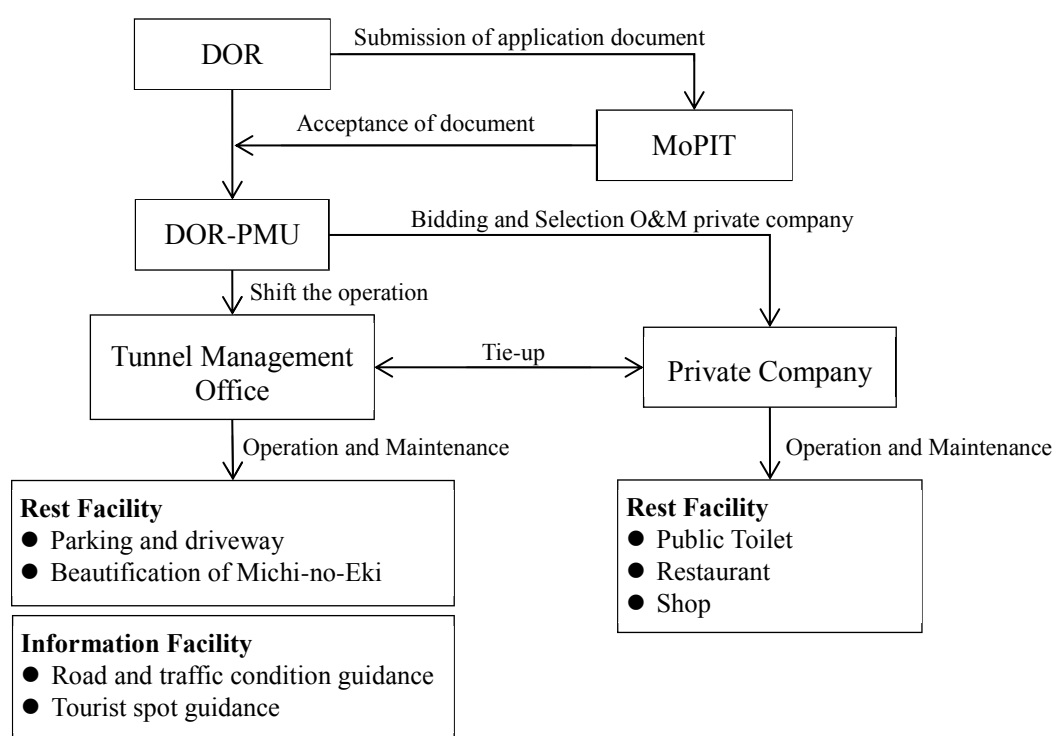 DOR
Submission of application document
Acceptance of document
MoPIT
DOR-PMU
Bidding and Selection O&M private company
Shift the operation
Tunnel Management
Office
Tie-up
Private Company
Operation and Maintenance
Operation and Maintenance
Rest Facility
● Parking and driveway
● Beautification of Michi-no-Eki
Rest Facility
● Public Toilet
● Restaurant
● Shop
Information Facility
● Road and traffic condition guidance
● Tourist spot guidance